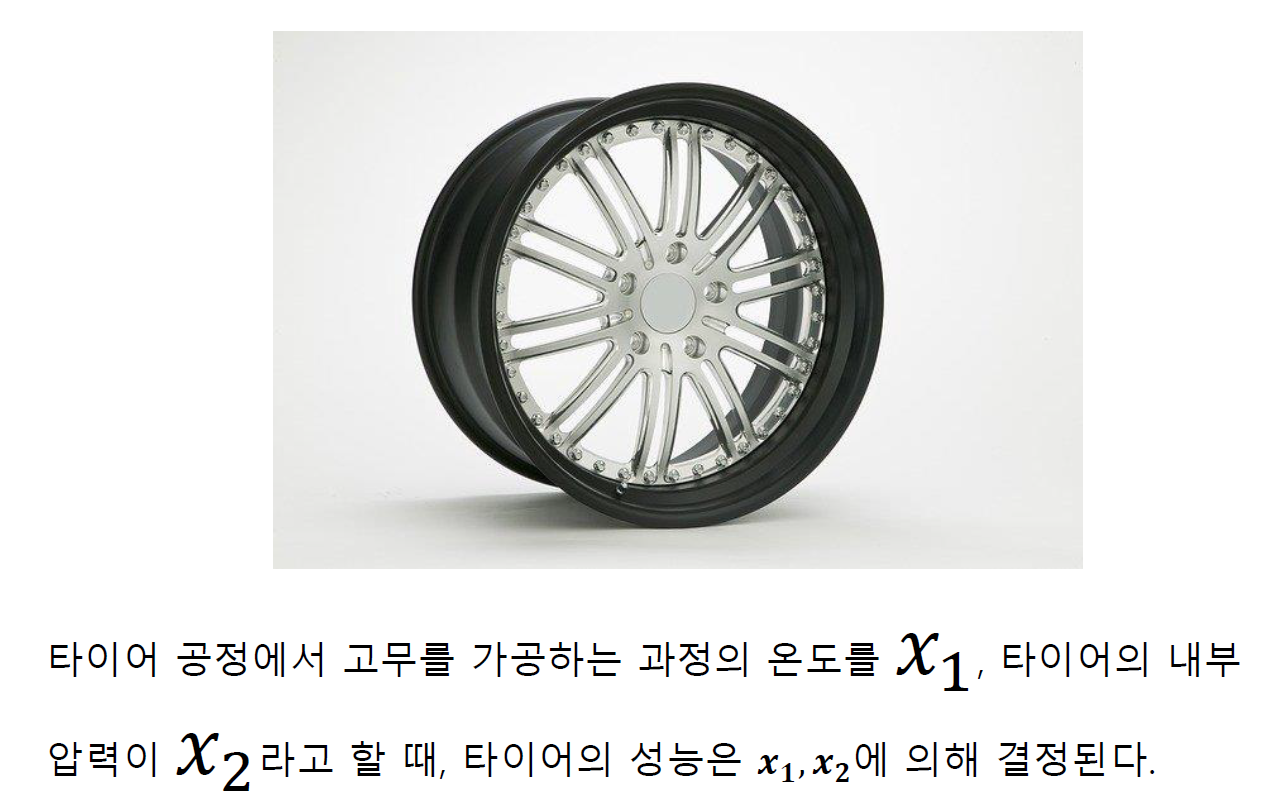 타이어 공정에서 고무를 가공하는 과정의 온도를 x₁, 타이어의 내부
압력이 x₂라고 할 때, 타이어의 성능은 x₁, x₂에 의해 결정된다.